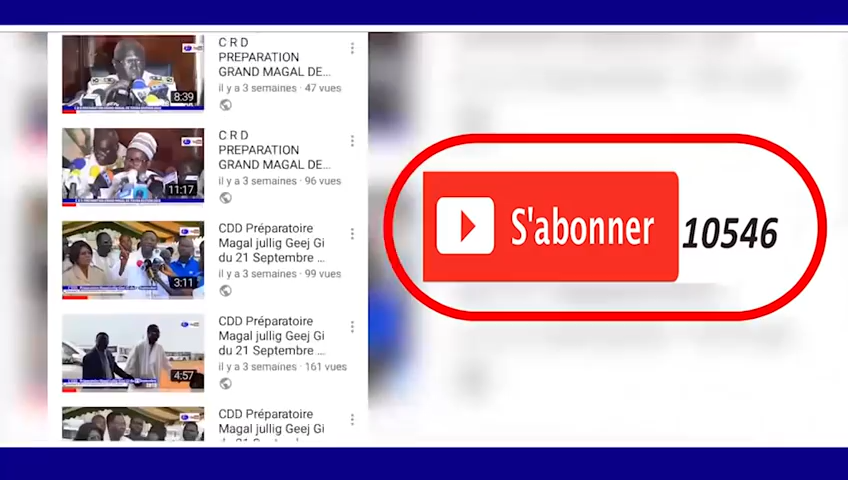 C R D
PREPARATION
GRAND MAGAL DE...
il y a 3 semaines · 47 vues
8:39
C R D
PREPARATION
GRAND MAGAL DE...
il y a 3 semaines · 96 vues
11:17
CDD Préparatoire
Magal jullig Geej Gi
du 21 Septembre ...
il y a 3 semaines · 99 vues
3:11
CDD Préparatoire
Magal jullig Geej Gi
du 21 Septembre ...
il y a 3 semaines · 161 vues
4:57
CDD Préparatoire
Magal jullig Geej Gi
du 21 Septembre ...
S'abonner 10546